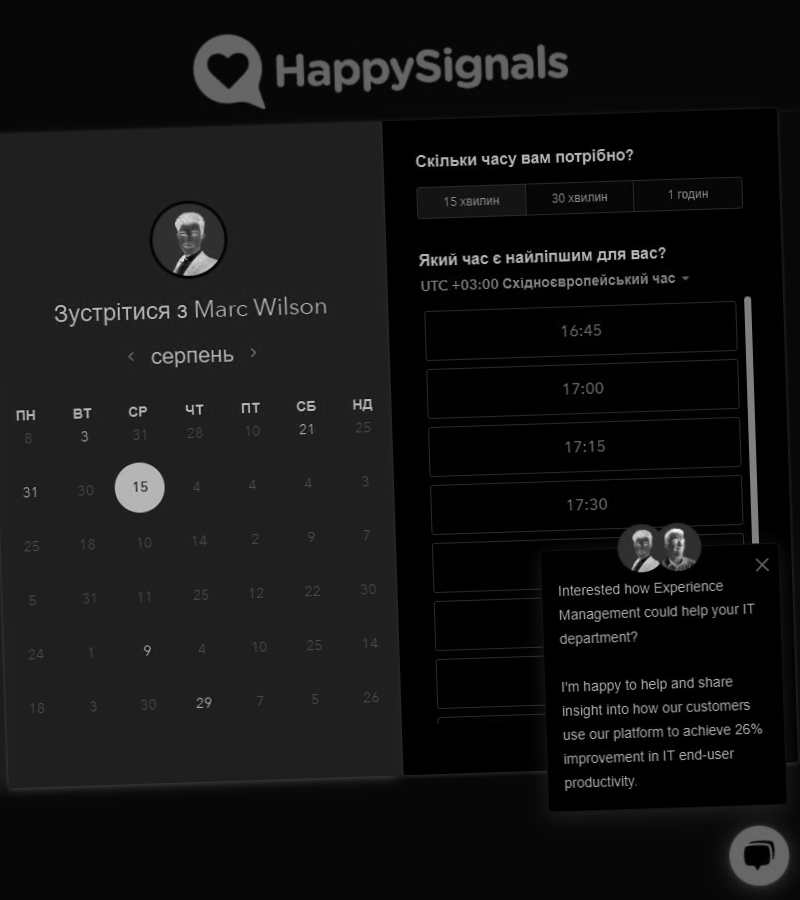 HappySignals
Зустрітися з Marc Wilson
серпень
ПН ВТ СР ЧТ ПТ СБ НД
8 3 31 28 10 21 25
31 30 15 4 4 4 3
25 18 10 14 2 9 7
5 31 11 25 12 22 30
24 1 9 4 10 25 14
18 3 30 29 7 5 26
Скільки часу вам потрібно?
15 хвилин 30 хвилин 1 годин
Який час є найліпшим для вас?
UTC +03:00 Східноєвропейський час
16:45
17:00
17:15
17:30
Interested how Experience
Management could help your IT
department?
I'm happy to help and share
insight into how our customers
use our platform to achieve 26%
improvement in IT end-user
productivity.